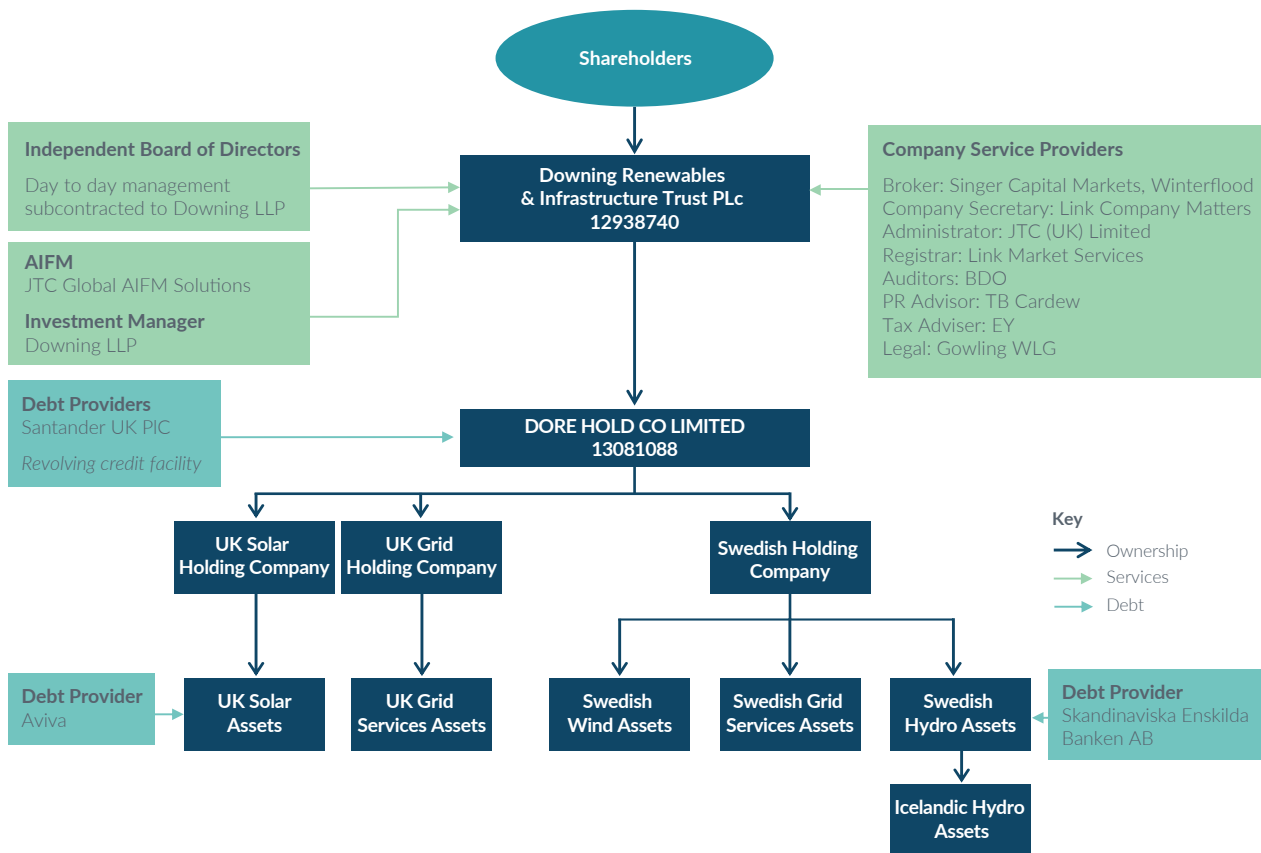 Shareholders
Independent Board of Directors
Day to day management
subcontracted to Downing LLP
AIFM
JTC Global AIFM Solutions
Investment Manager
Downing LLP
Downing Renewables
& Infrastructure Trust PLc
12938740
Company Service Providers
Broker: Singer Capital Markets, Winterflood
Company Secretary: Link Company Matters
Administrator: JTC (UK) Limited
Registrar: Link Market Services
Auditors: BDO
PR Advisor: TB Cardew
Tax Adviser: EY
Legal: Gowling WLG
Debt Providers
Santander UK PlC
Revolving credit facility
DORE HOLD CO LIMITED
13081088
UK Solar
Holding Company
UK Grid
Holding Company
Swedish Holding
Company
Key
Ownership
Services
Debt
Debt Provider
Aviva
UK Solar
Assets
UK Grid
Services Assets
Swedish
Wind Assets
Swedish Grid
Services Assets
Swedish
Hydro Assets
Debt Provider
Skandinaviska Enskilda
Banken AB
Icelandic Hydro
Assets